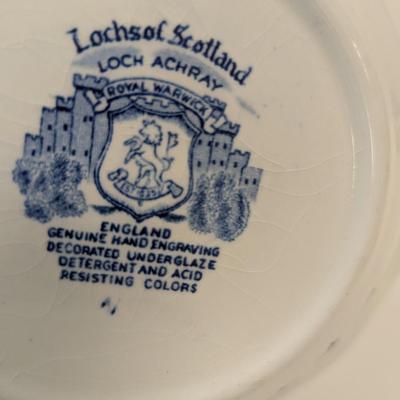 Lochs of Scotland
LOCH ACHRAY
ROYAL WARWICK
ENGLAND
GENUINE HAND ENGRAVING
DECORATED UNDERGLAZE
DETERGENT AND ACID
RESISTING COLORS